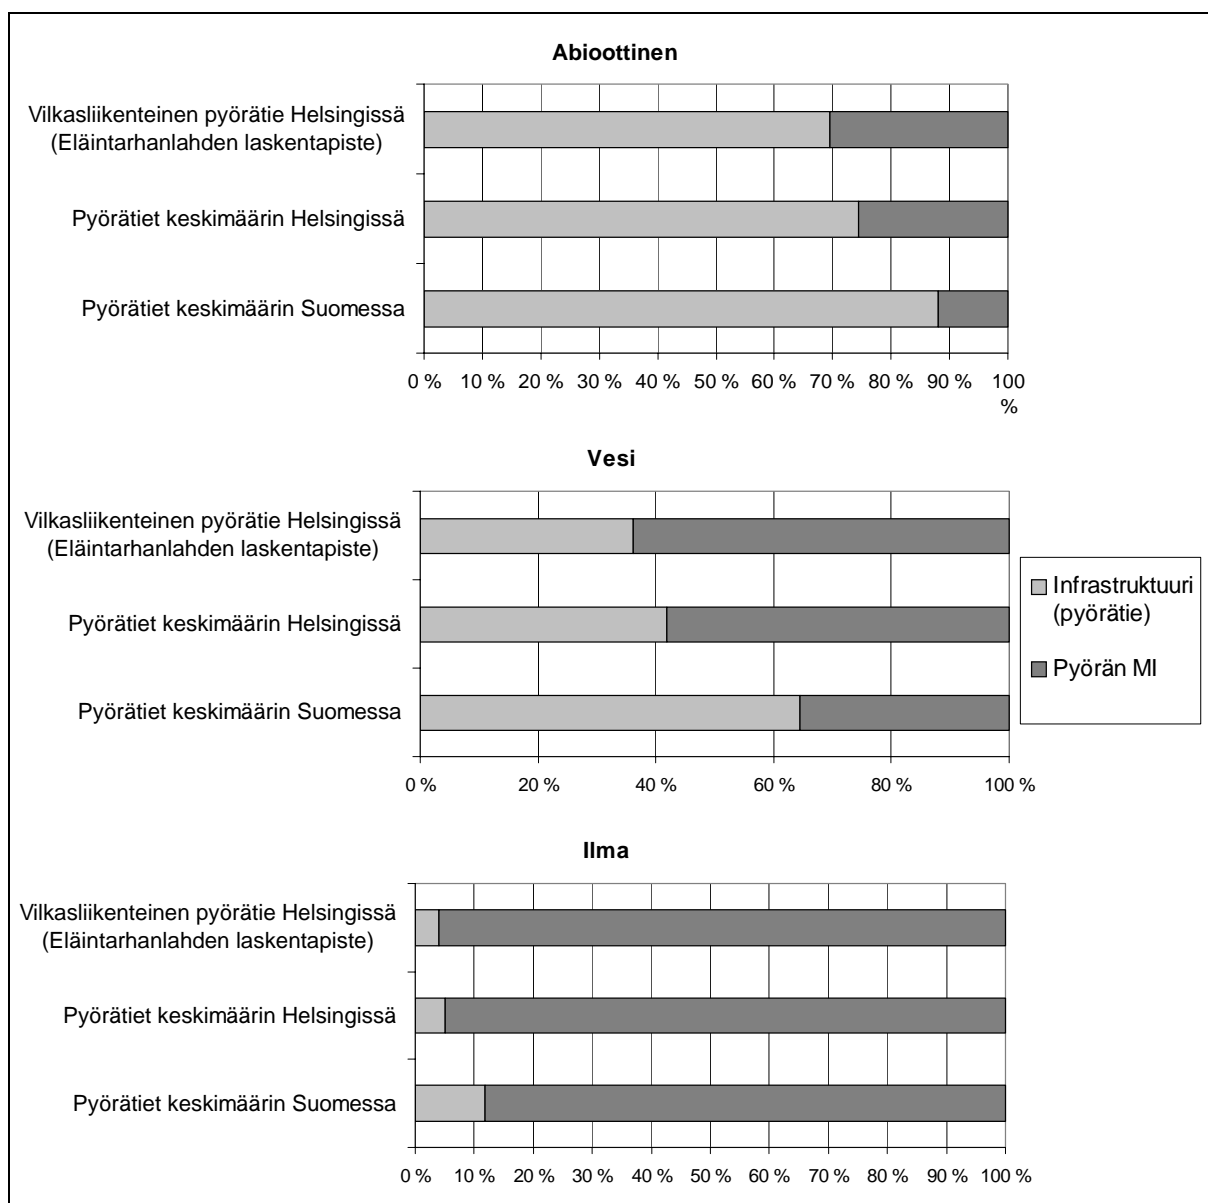 Abioottinen
Vilkasliikenteinen pyörätie Helsingissä
(Eläintarhanlahden laskentapiste)
Pyörätiet keskimäärin Helsingissä
Pyörätiet keskimäärin Suomessa
0 % 10 % 20 % 30 % 40 % 50 % 60 % 70 % 80 % 90 % 100
%
Vesi
Vilkasliikenteinen pyörätie Helsingissä
(Eläintarhanlahden laskentapiste)
Pyörätiet keskimäärin Helsingissä
Pyörätiet keskimäärin Suomessa
0 % 20 % 40 % 60 % 80 % 100 %
Infrastruktuuri
(pyörätie)
Pyörän MI
Ilma
Vilkasliikenteinen pyörätie Helsingissä
(Eläintarhanlahden laskentapiste)
Pyörätiet keskimäärin Helsingissä
Pyörätiet keskimäärin Suomessa
0 % 10 % 20 % 30 % 40 % 50 % 60 % 70 % 80 % 90 % 100 %